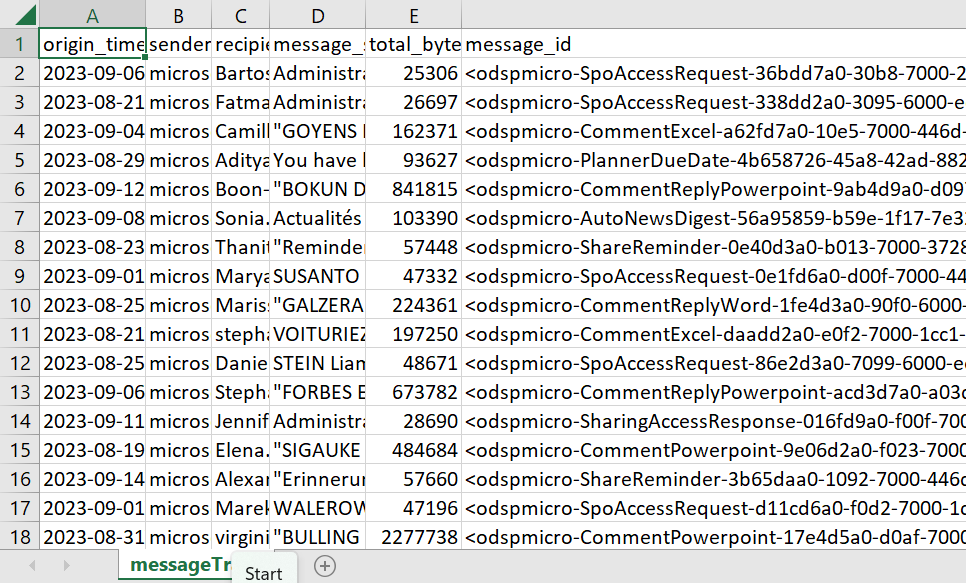 A B C D E
1 origin_time sender recipie message_s total_byte message_id
2 2023-09-06 micros Bartos Administra 25306 <odspmicro-SpoAccessRequest-36bdd7a0-30b8-7000-2
3 2023-08-21 micros Fatma Administra 26697 <odspmicro-SpoAccessRequest-338dd2a0-3095-6000-e
4 2023-09-04 micros Camill "GOYENS 162371 <odspmicro-CommentExcel-a62fd7a0-10e5-7000-446d-
5 2023-08-29 micros Aditya You have 93627 <odspmicro-PlannerDueDate-4b658726-45a8-42ad-882
6 2023-09-12 micros Boon- "BOKUN D 841815 <odspmicro-CommentReplyPowerpoint-9ab4d9a0-d09
7 2023-09-08 micros Sonia. Actualités 103390 <odspmicro-AutoNewsDigest-56a95859-b59e-1f17-7e3
8 2023-08-23 micros Thanit "Reminder 57448 <odspmicro-ShareReminder-0e40d3a0-b013-7000-3728
9 2023-09-01 micros Marya SUSANTO 47332 <odspmicro-SpoAccessRequest-0e1fd6a0-d00f-7000-44
10 2023-08-25 micros Maris "GALZERA 224361 <odspmicro-CommentReplyWord-1fe4d3a0-90f0-6000-
11 2023-08-21 micros stepha VOITURIEZ 197250 <odspmicro-CommentExcel-daadd2a0-e0f2-7000-1cc1-
12 2023-08-25 micros Danie STEIN Liam 48671 <odspmicro-SpoAccessRequest-86e2d3a0-7099-6000-e
13 2023-09-06 micros Steph "FORBES E 673782 <odspmicro-CommentReplyPowerpoint-acd3d7a0-a03
14 2023-09-11 micros Jennif Administra 28690 <odspmicro-SharingAccessResponse-016fd9a0-f00f-700
15 2023-08-19 micros Elena. "SIGAUKE 484684 <odspmicro-CommentPowerpoint-9e06d2a0-f023-7000
16 2023-09-14 micros Alexar "Erinnerun 57660 <odspmicro-ShareReminder-3b65daa0-1092-7000-446d
17 2023-09-01 micros Marek WALEROW 47196 <odspmicro-SpoAccessRequest-d11cd6a0-f0d2-7000-1
18 2023-08-31 micros virgini "BULLING 2277738 <odspmicro-CommentPowerpoint-17e4d5a0-d0af-7000
messageTr Start